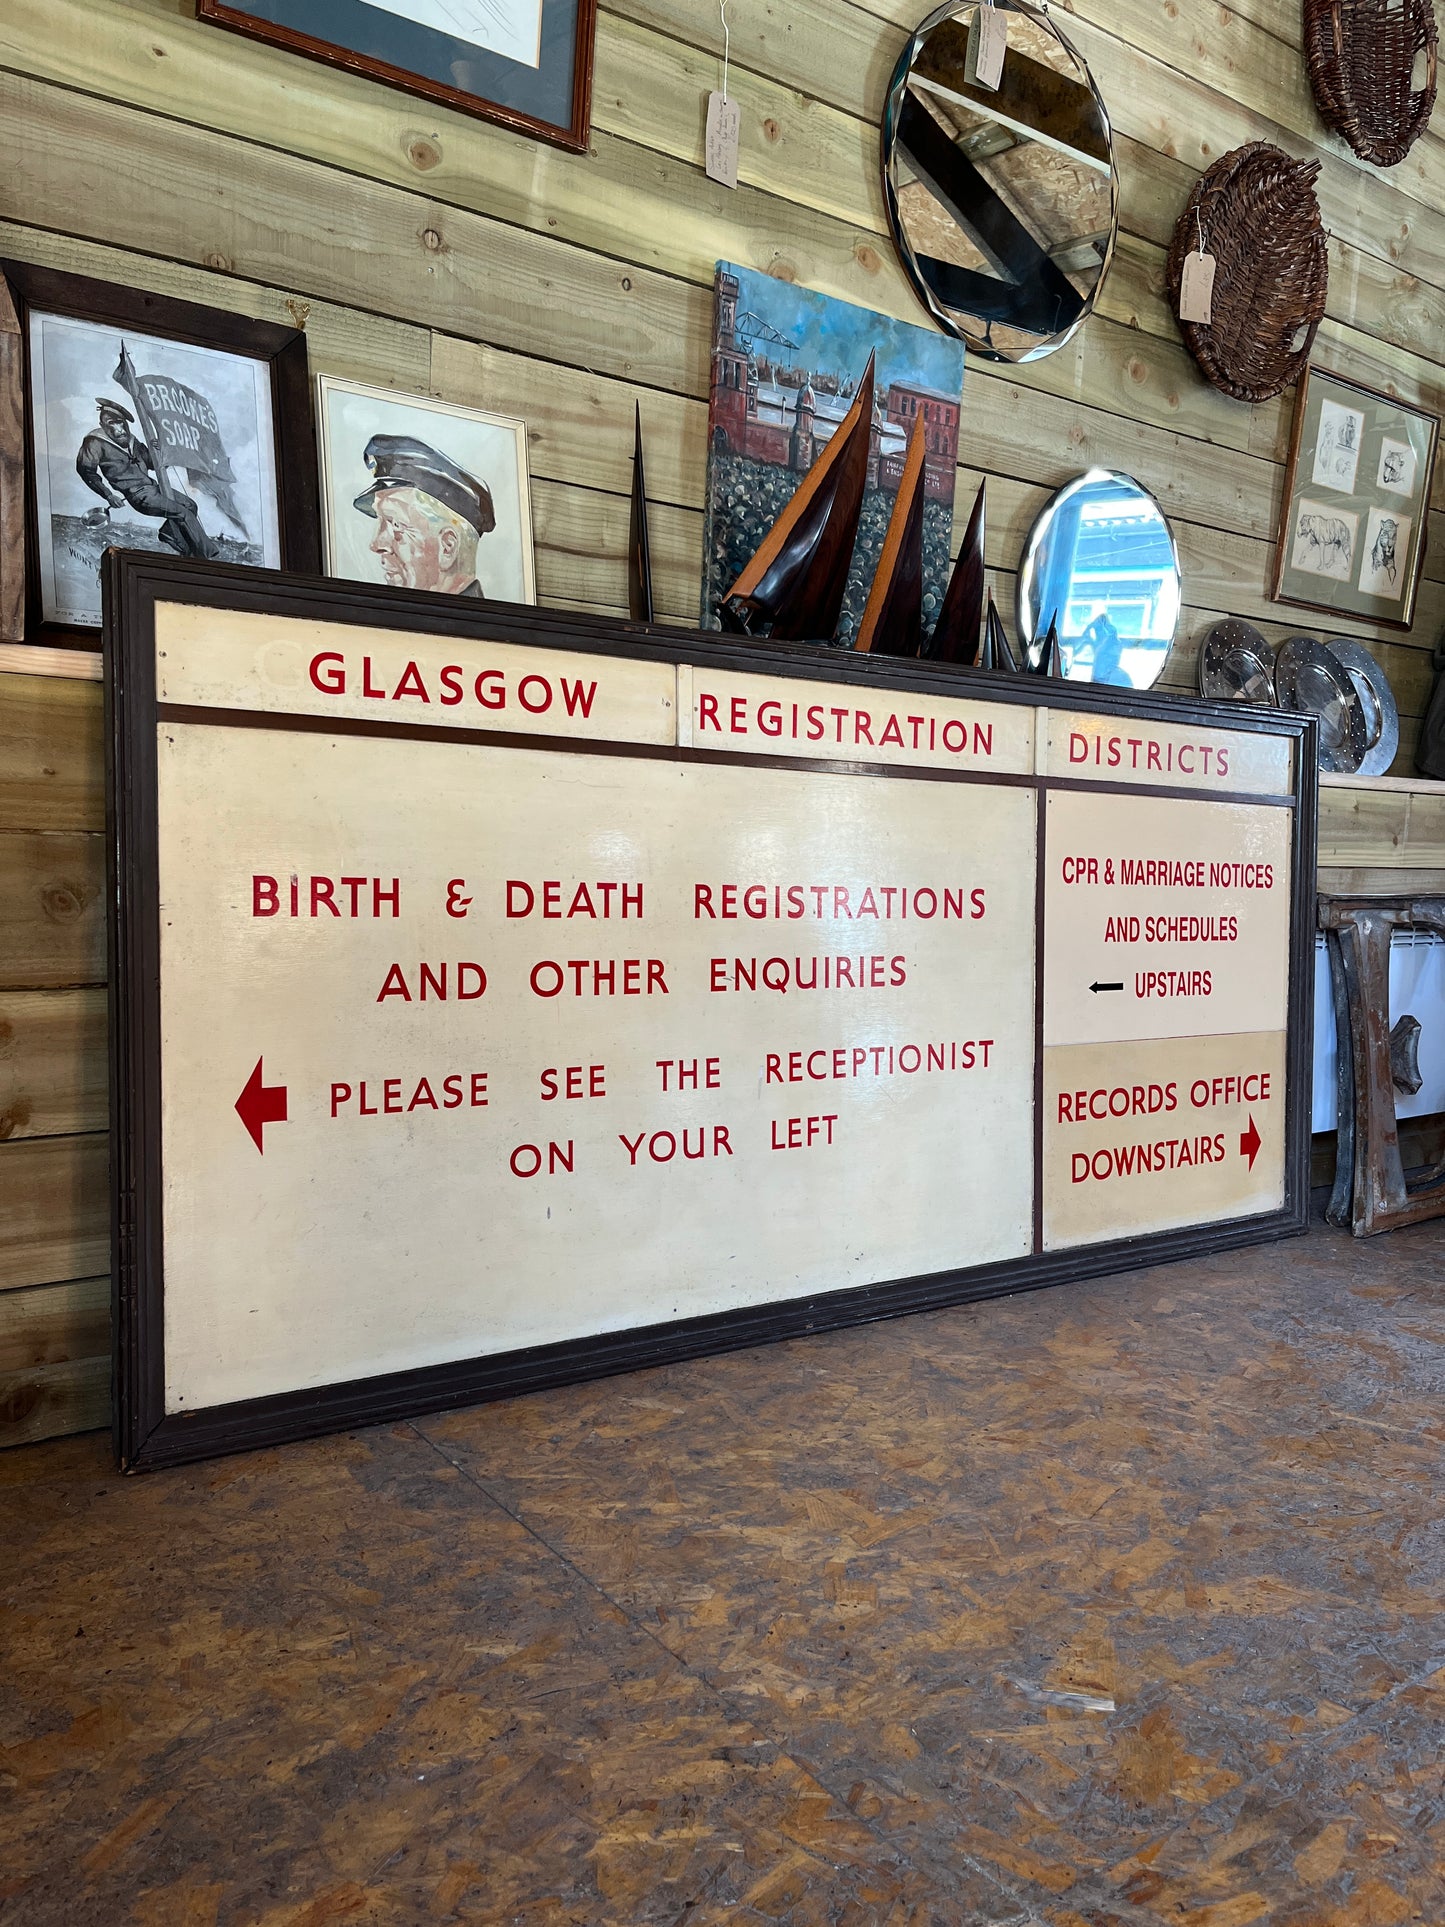 BROOKE'S
SOAP
FOR A
GLASGOW REGISTRATION DISTRICTS
BIRTH & DEATH REGISTRATIONS
AND OTHER ENQUIRIES
PLEASE SEE THE RECEPTIONIST
ON YOUR LEFT
CPR & MARRIAGE NOTICES
AND SCHEDULES
UPSTAIRS
RECORDS OFFICE
DOWNSTAIRS